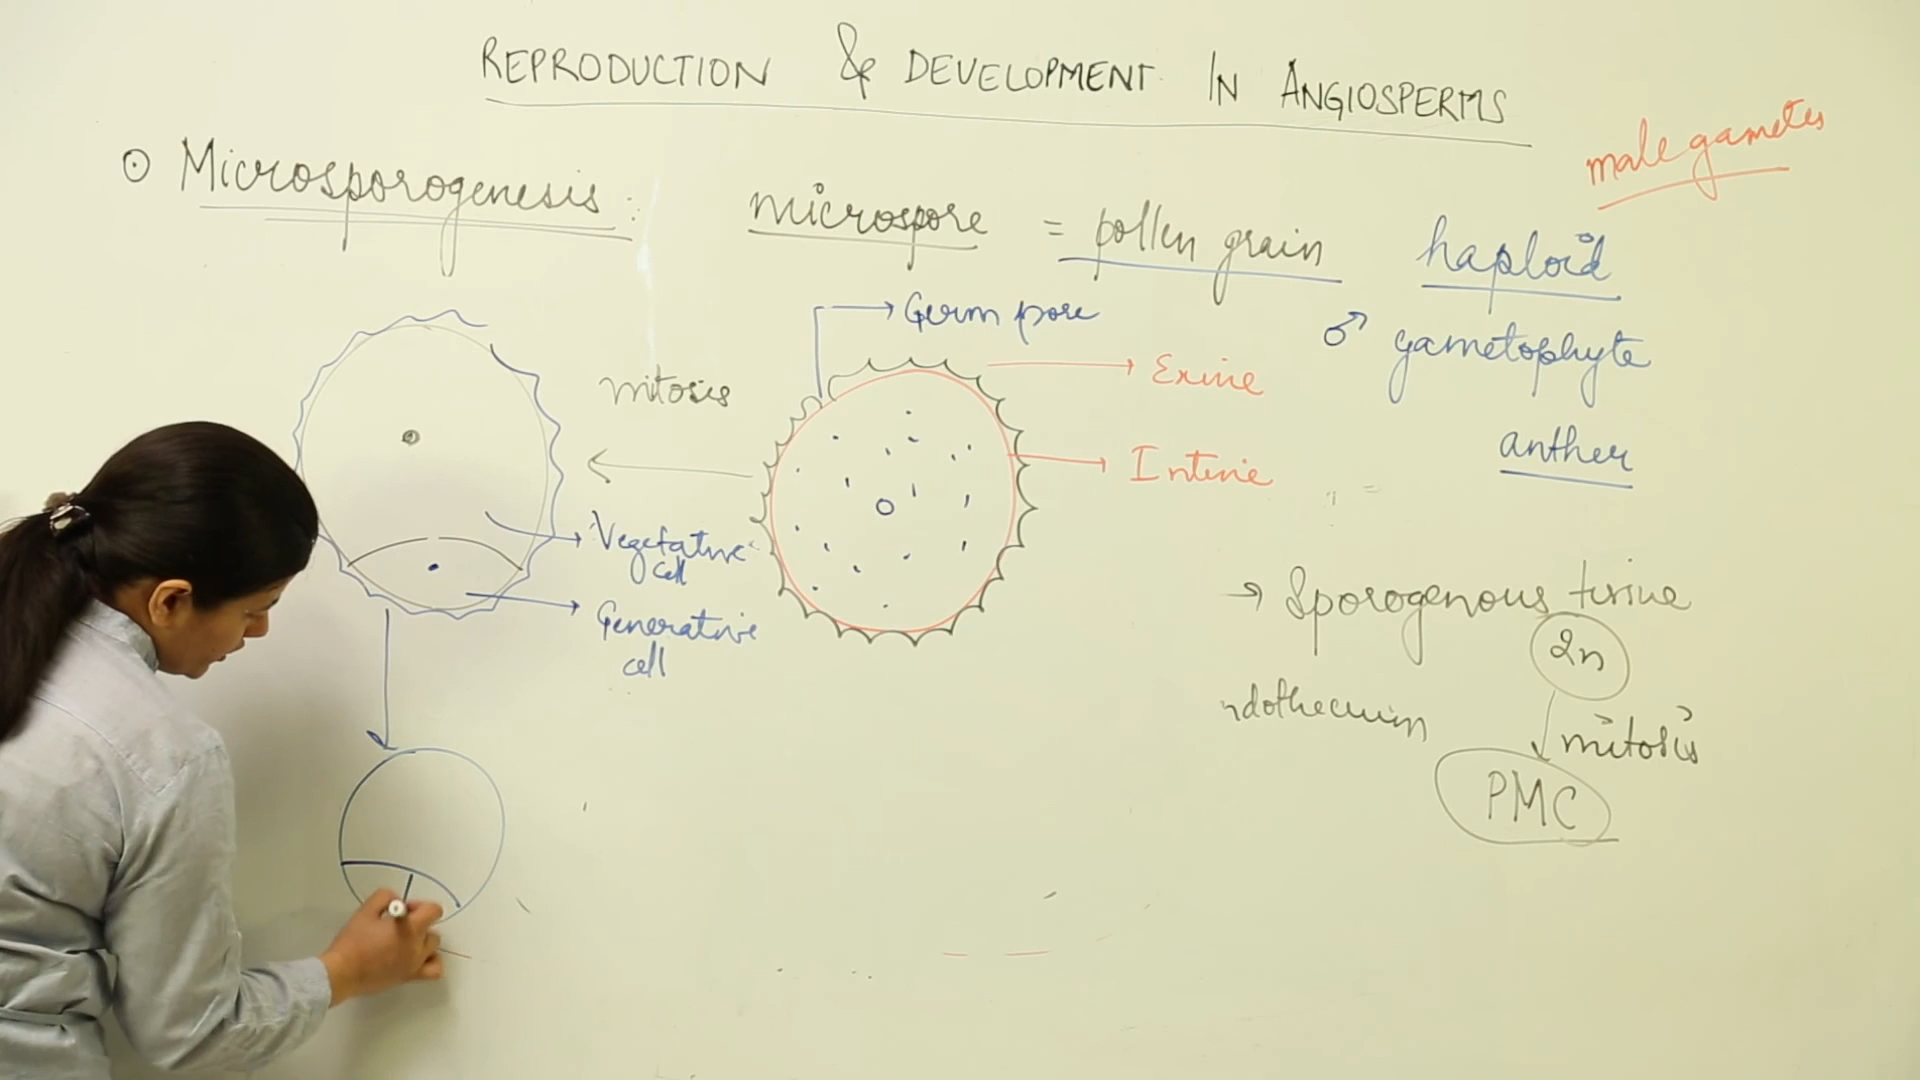 REPRODUCTION & DEVELOPMENT IN ANGIOSPERMS
male gametes
⊙ Microsporogenesis :
microspore = pollen grain
haploid
♂ gametophyte
anther
Germ pore
Exine
Intine
mitosis
Vegetative
cell
Generative
cell
→ Sporogenous tissue
2n
ndothecium
mitosis
PMC